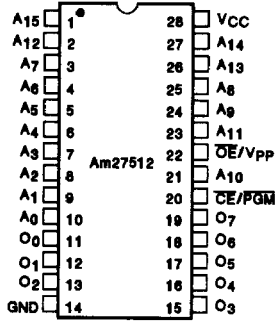 A15 1 28 VCC
A12 2 27 A14
A7 3 26 A13
A6 4 25 A8
A5 5 24 A9
A4 6 23 A11
A3 7 Am27512 22 OE/VPP
A2 8 21 A10
A1 9 20 CE/PGM
A0 10 19 O7
O0 11 18 O6
O1 12 17 O5
O2 13 16 O4
GND 14 15 O3